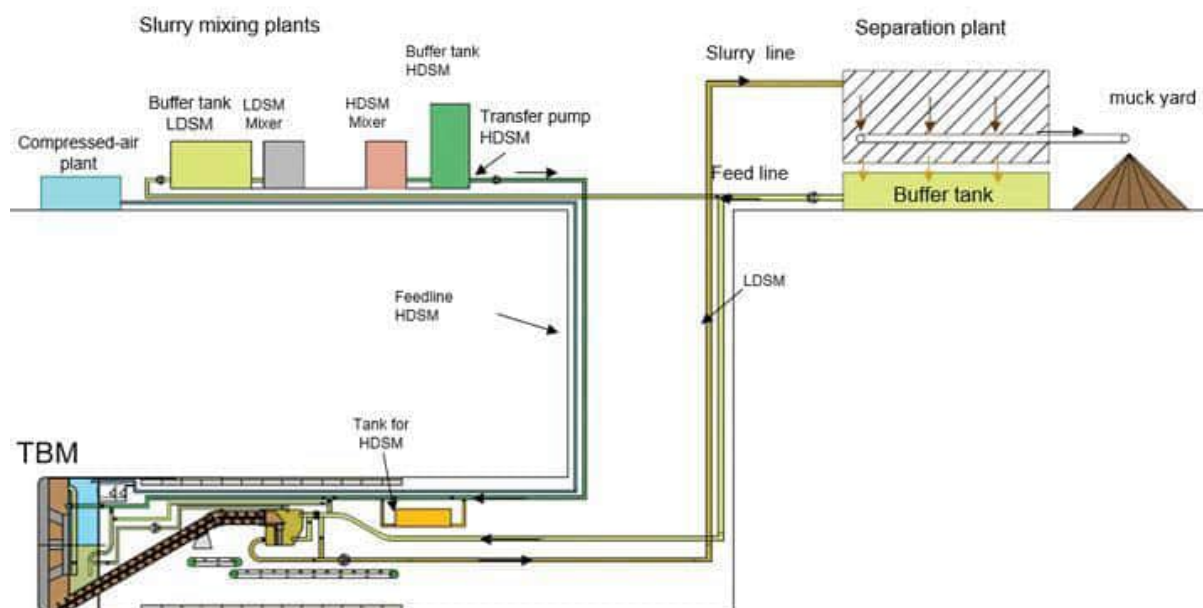 Slurry mixing plants
Separation plant
Slurry line
Buffer tank
HDSM
Buffer tank
LDSM
LDSM
Mixer
HDSM
Mixer
Transfer pump
HDSM
muck yard
Compressed-air
plant
Feed line
Buffer tank
Feedline
HDSM
LDSM
Tank for
HDSM
TBM